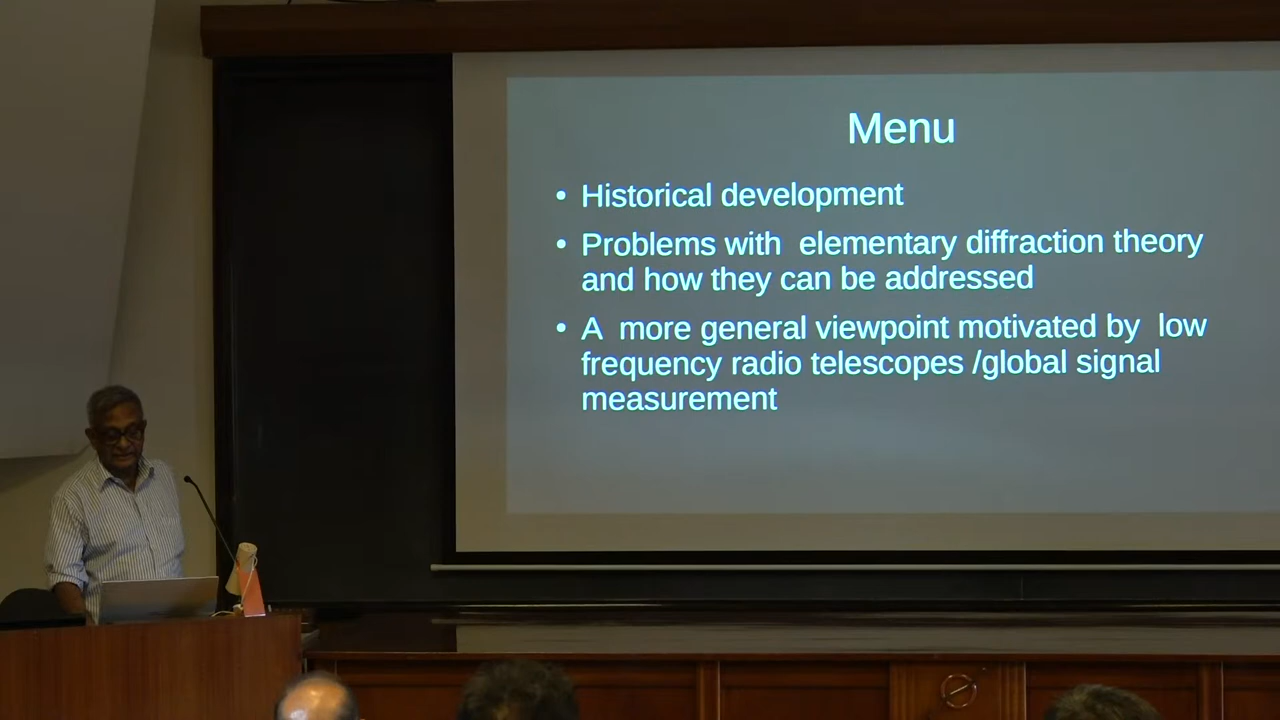 Menu
• Historical development
• Problems with  elementary diffraction theory
and how they can be addressed
• A  more general viewpoint motivated by  low
frequency radio telescopes /global signal
measurement